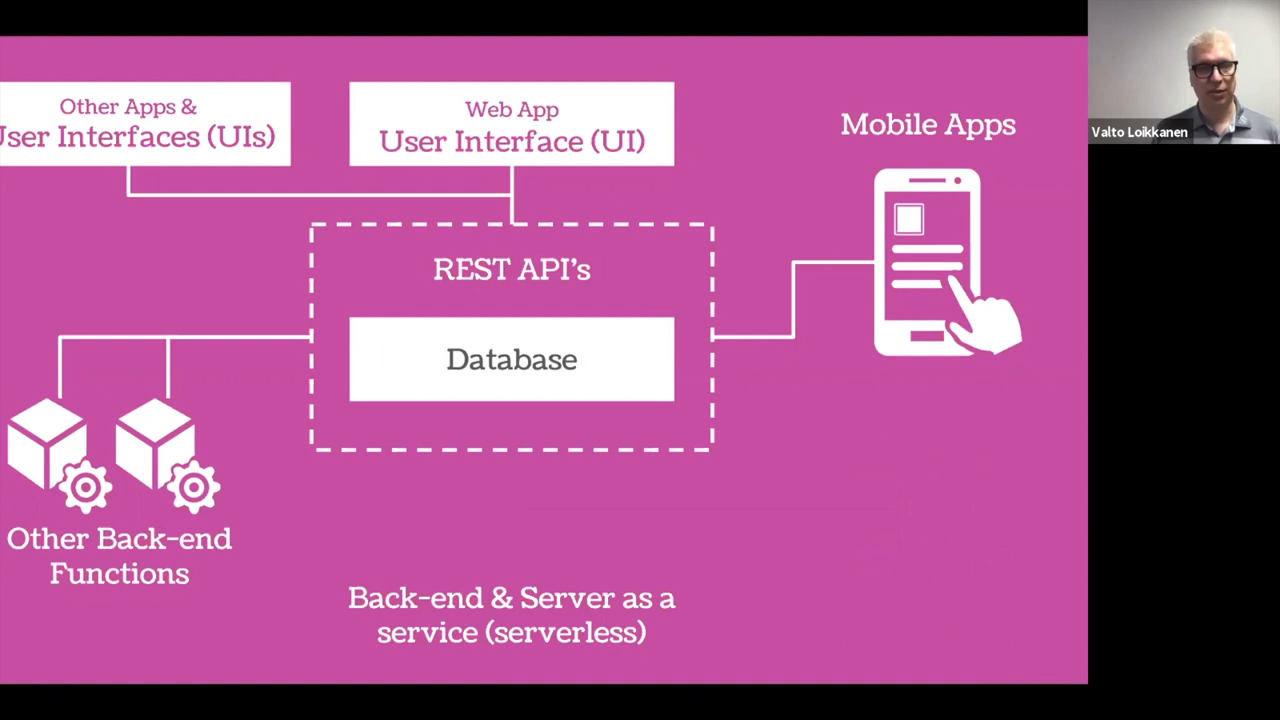 Other Apps &
User Interfaces (UIs)
Web App
User Interface (UI)
Mobile Apps
Valto Loikkanen
REST API's
Database
Other Back-end
Functions
Back-end & Server as a
service (serverless)